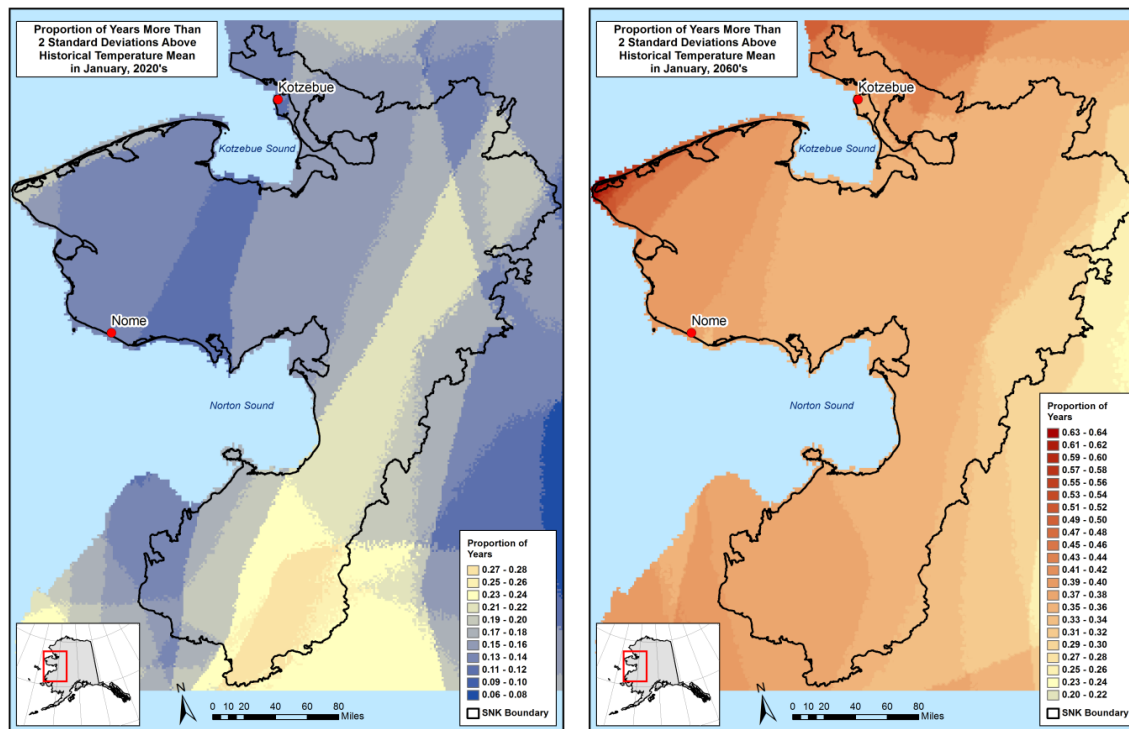 Proportion of Years More Than
2 Standard Deviations Above
Historical Temperature Mean
in January, 2020's
Kotzebue
Kotzebue Sound
Nome
Norton Sound
Proportion of
Years
0.27 - 0.28
0.25 - 0.26
0.23 - 0.24
0.21 - 0.22
0.19 - 0.20
0.17 - 0.18
0.15 - 0.16
0.13 - 0.14
0.11 - 0.12
0.09 - 0.10
0.06 - 0.08
SNK Boundary
N
0 10 20 40 60 80
Miles
Proportion of Years More Than
2 Standard Deviations Above
Historical Temperature Mean
in January, 2060's
Kotzebue
Kotzebue Sound
Nome
Norton Sound
Proportion of
Years
0.63 - 0.64
0.61 - 0.62
0.59 - 0.60
0.57 - 0.58
0.55 - 0.56
0.53 - 0.54
0.51 - 0.52
0.49 - 0.50
0.47 - 0.48
0.45 - 0.46
0.43 - 0.44
0.41 - 0.42
0.39 - 0.40
0.37 - 0.38
0.35 - 0.36
0.33 - 0.34
0.31 - 0.32
0.29 - 0.30
0.27 - 0.28
0.25 - 0.26
0.23 - 0.24
0.20 - 0.22
SNK Boundary
N
0 10 20 40 60 80
Miles